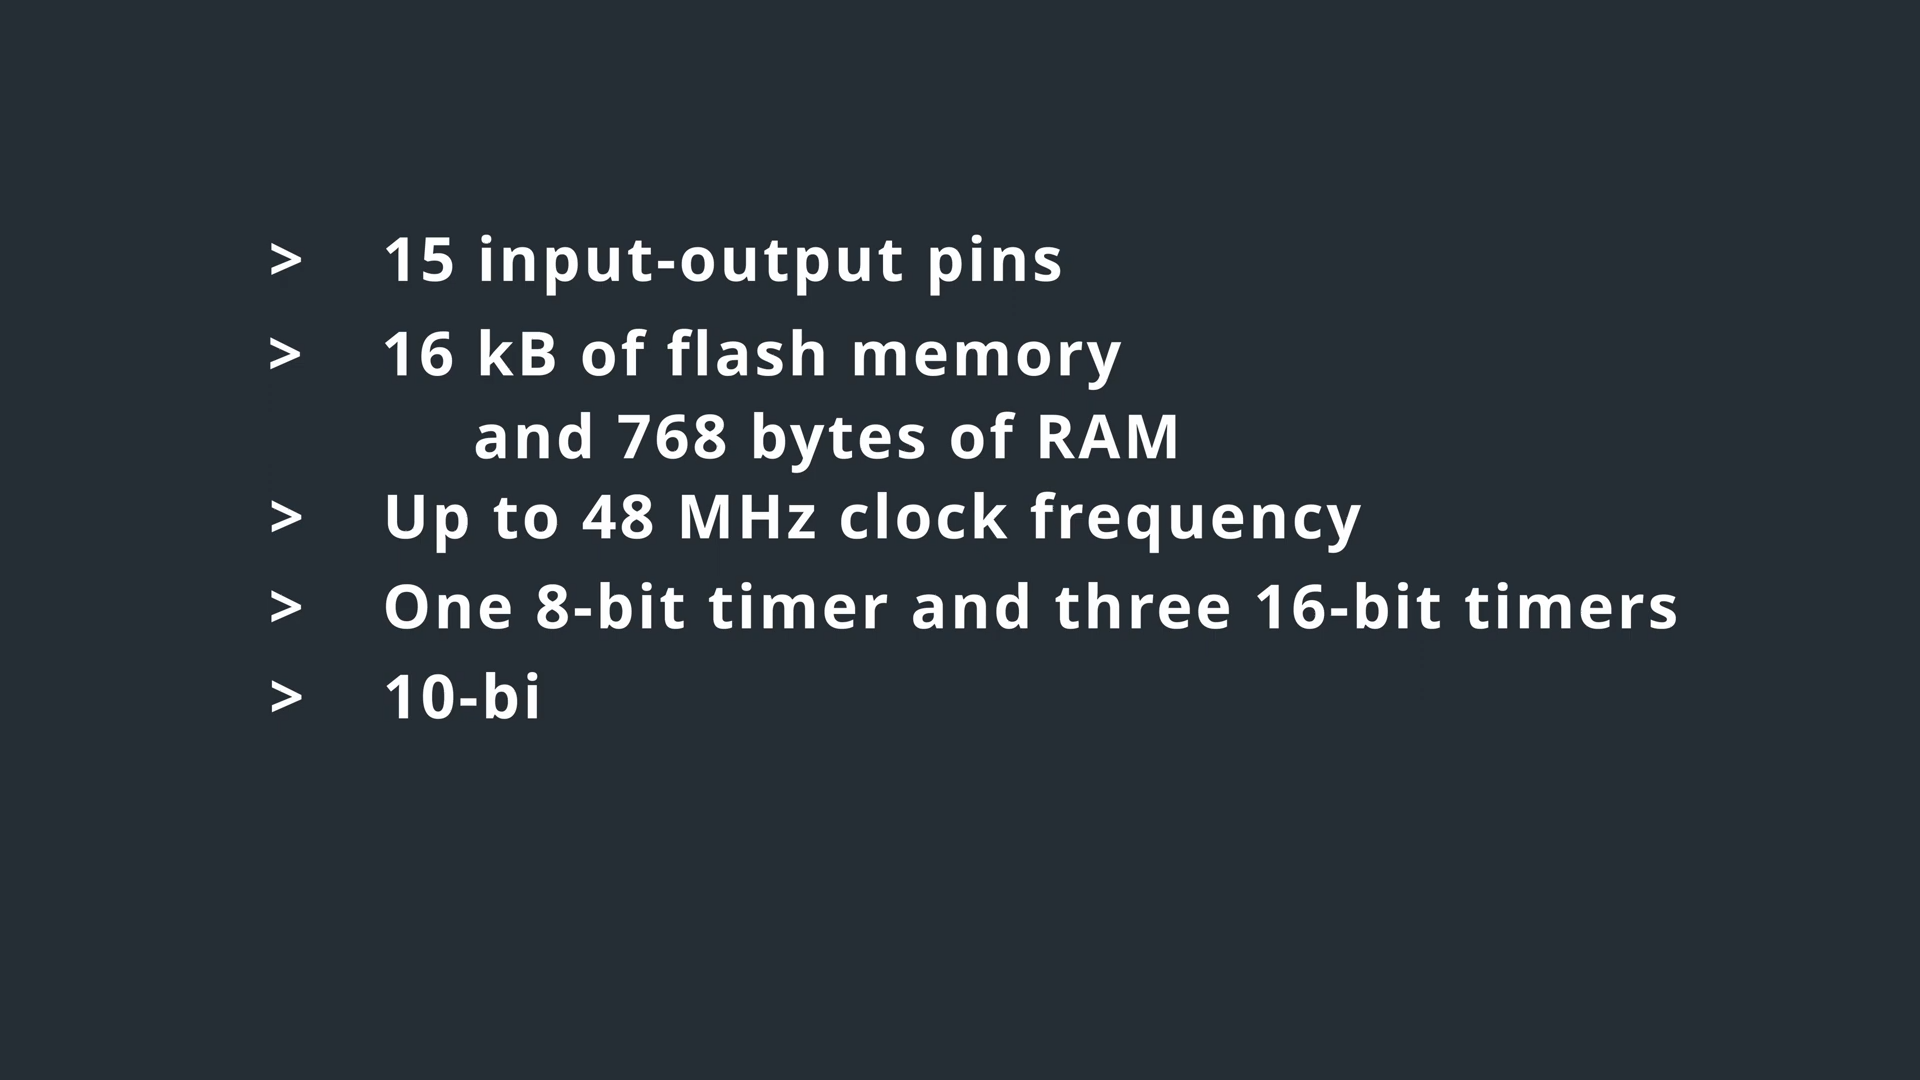 > 15 input-output pins
> 16 kB of flash memory
and 768 bytes of RAM
> Up to 48 MHz clock frequency
> One 8-bit timer and three 16-bit timers
> 10-bi